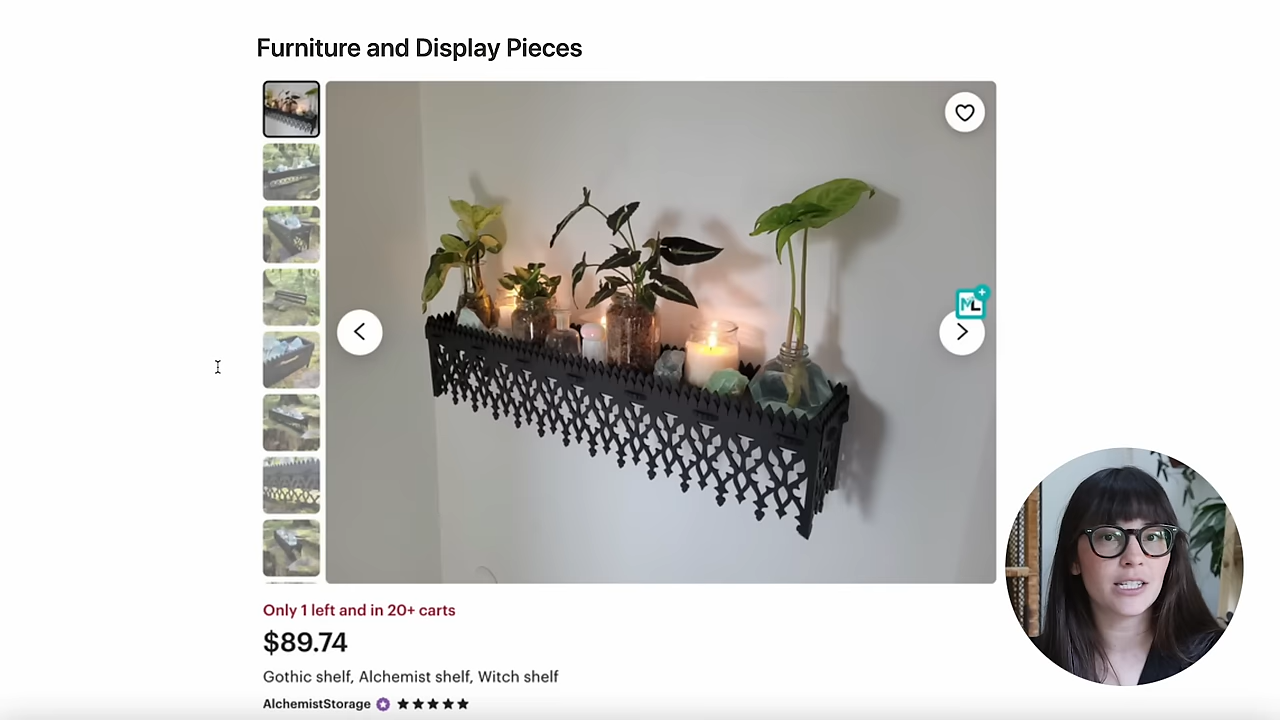 Furniture and Display Pieces
ML+
Only 1 left and in 20+ carts
$89.74
Gothic shelf, Alchemist shelf, Witch shelf
AlchemistStorage